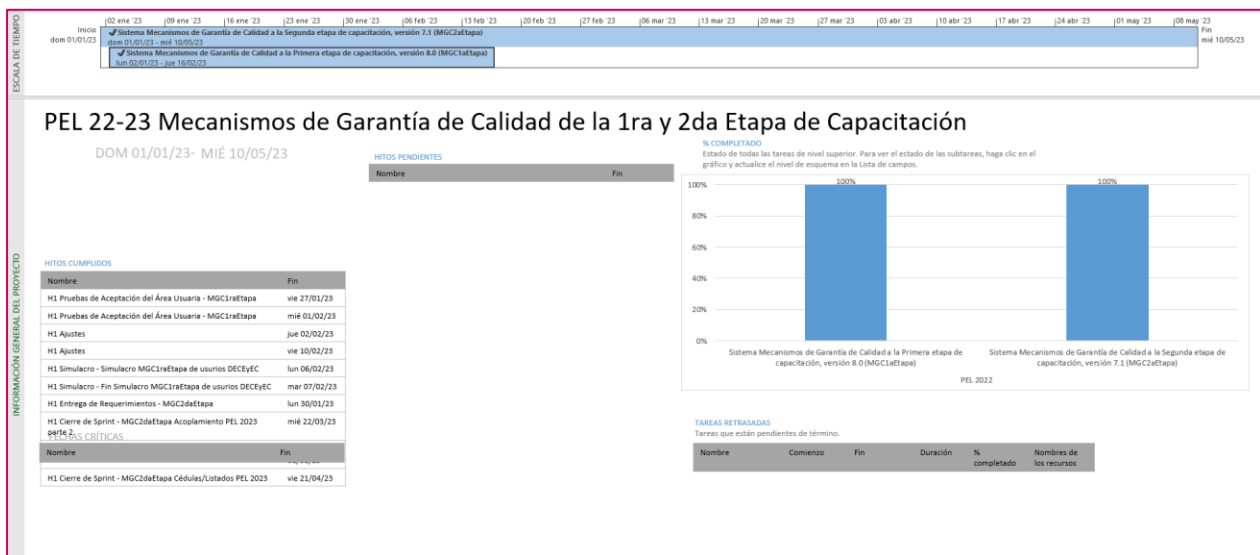 ESCALA DE TIEMPO
02 ene '23 09 ene '23 16 ene '23 23 ene '23 30 ene '23 06 feb '23 13 feb '23 20 feb '23 27 feb '23 06 mar '23 13 mar '23 20 mar '23 27 mar '23 03 abr '23 10 abr '23 17 abr '23 24 abr '23 01 may '23 08 may '23
Inicio
dom 01/01/23
Sistema Mecanismos de Garantía de Calidad a la Segunda etapa de capacitación, versión 7.1 (MGC2aEtapa)
dom 01/01/23 - mié 10/05/23
Sistema Mecanismos de Garantía de Calidad a la Primera etapa de capacitación, versión 8.0 (MGC1aEtapa)
lun 02/01/23 - jue 16/02/23
Fin
mié 10/05/23
INFORMACIÓN GENERAL DEL PROYECTO
PEL 22-23 Mecanismos de Garantía de Calidad de la 1ra y 2da Etapa de Capacitación
DOM 01/01/23- MIÉ 10/05/23
HITOS PENDIENTES
Nombre Fin
% COMPLETADO
Estado de todas las tareas de nivel superior. Para ver el estado de las subtareas, haga clic en el
gráfico y actualice el nivel de esquema en la Lista de campos.
100% 100%
100%
80%
60%
40%
20%
0%
Sistema Mecanismos de Garantía de Calidad a la Primera etapa de
capacitación, versión 8.0 (MGC1aEtapa)
Sistema Mecanismos de Garantía de Calidad a la Segunda etapa de
capacitación, versión 7.1 (MGC2aEtapa)
PEL 2022
HITOS CUMPLIDOS
Nombre Fin
H1 Pruebas de Aceptación del Área Usuaria - MGC1raEtapa vie 27/01/23
H1 Pruebas de Aceptación del Área Usuaria - MGC1raEtapa mié 01/02/23
H1 Ajustes jue 02/02/23
H1 Ajustes vie 10/02/23
H1 Simulacro - Simulacro MGC1raEtapa de usurios DECEyEC lun 06/02/23
H1 Simulacro - Fin Simulacro MGC1raEtapa de usurios DECEyEC mar 07/02/23
H1 Entrega de Requerimientos - MGC2daEtapa lun 30/01/23
H1 Cierre de Sprint - MGC2daEtapa Acoplamiento PEL 2023 mié 22/03/23
parte 2
FECHAS CRÍTICAS
Nombre Fin
H1 Cierre de Sprint - MGC2daEtapa Cédulas/Listados PEL 2023 vie 21/04/23
TAREAS RETRASADAS
Tareas que están pendientes de término.
Nombre Comienzo Fin Duración % completado Nombres de los recursos